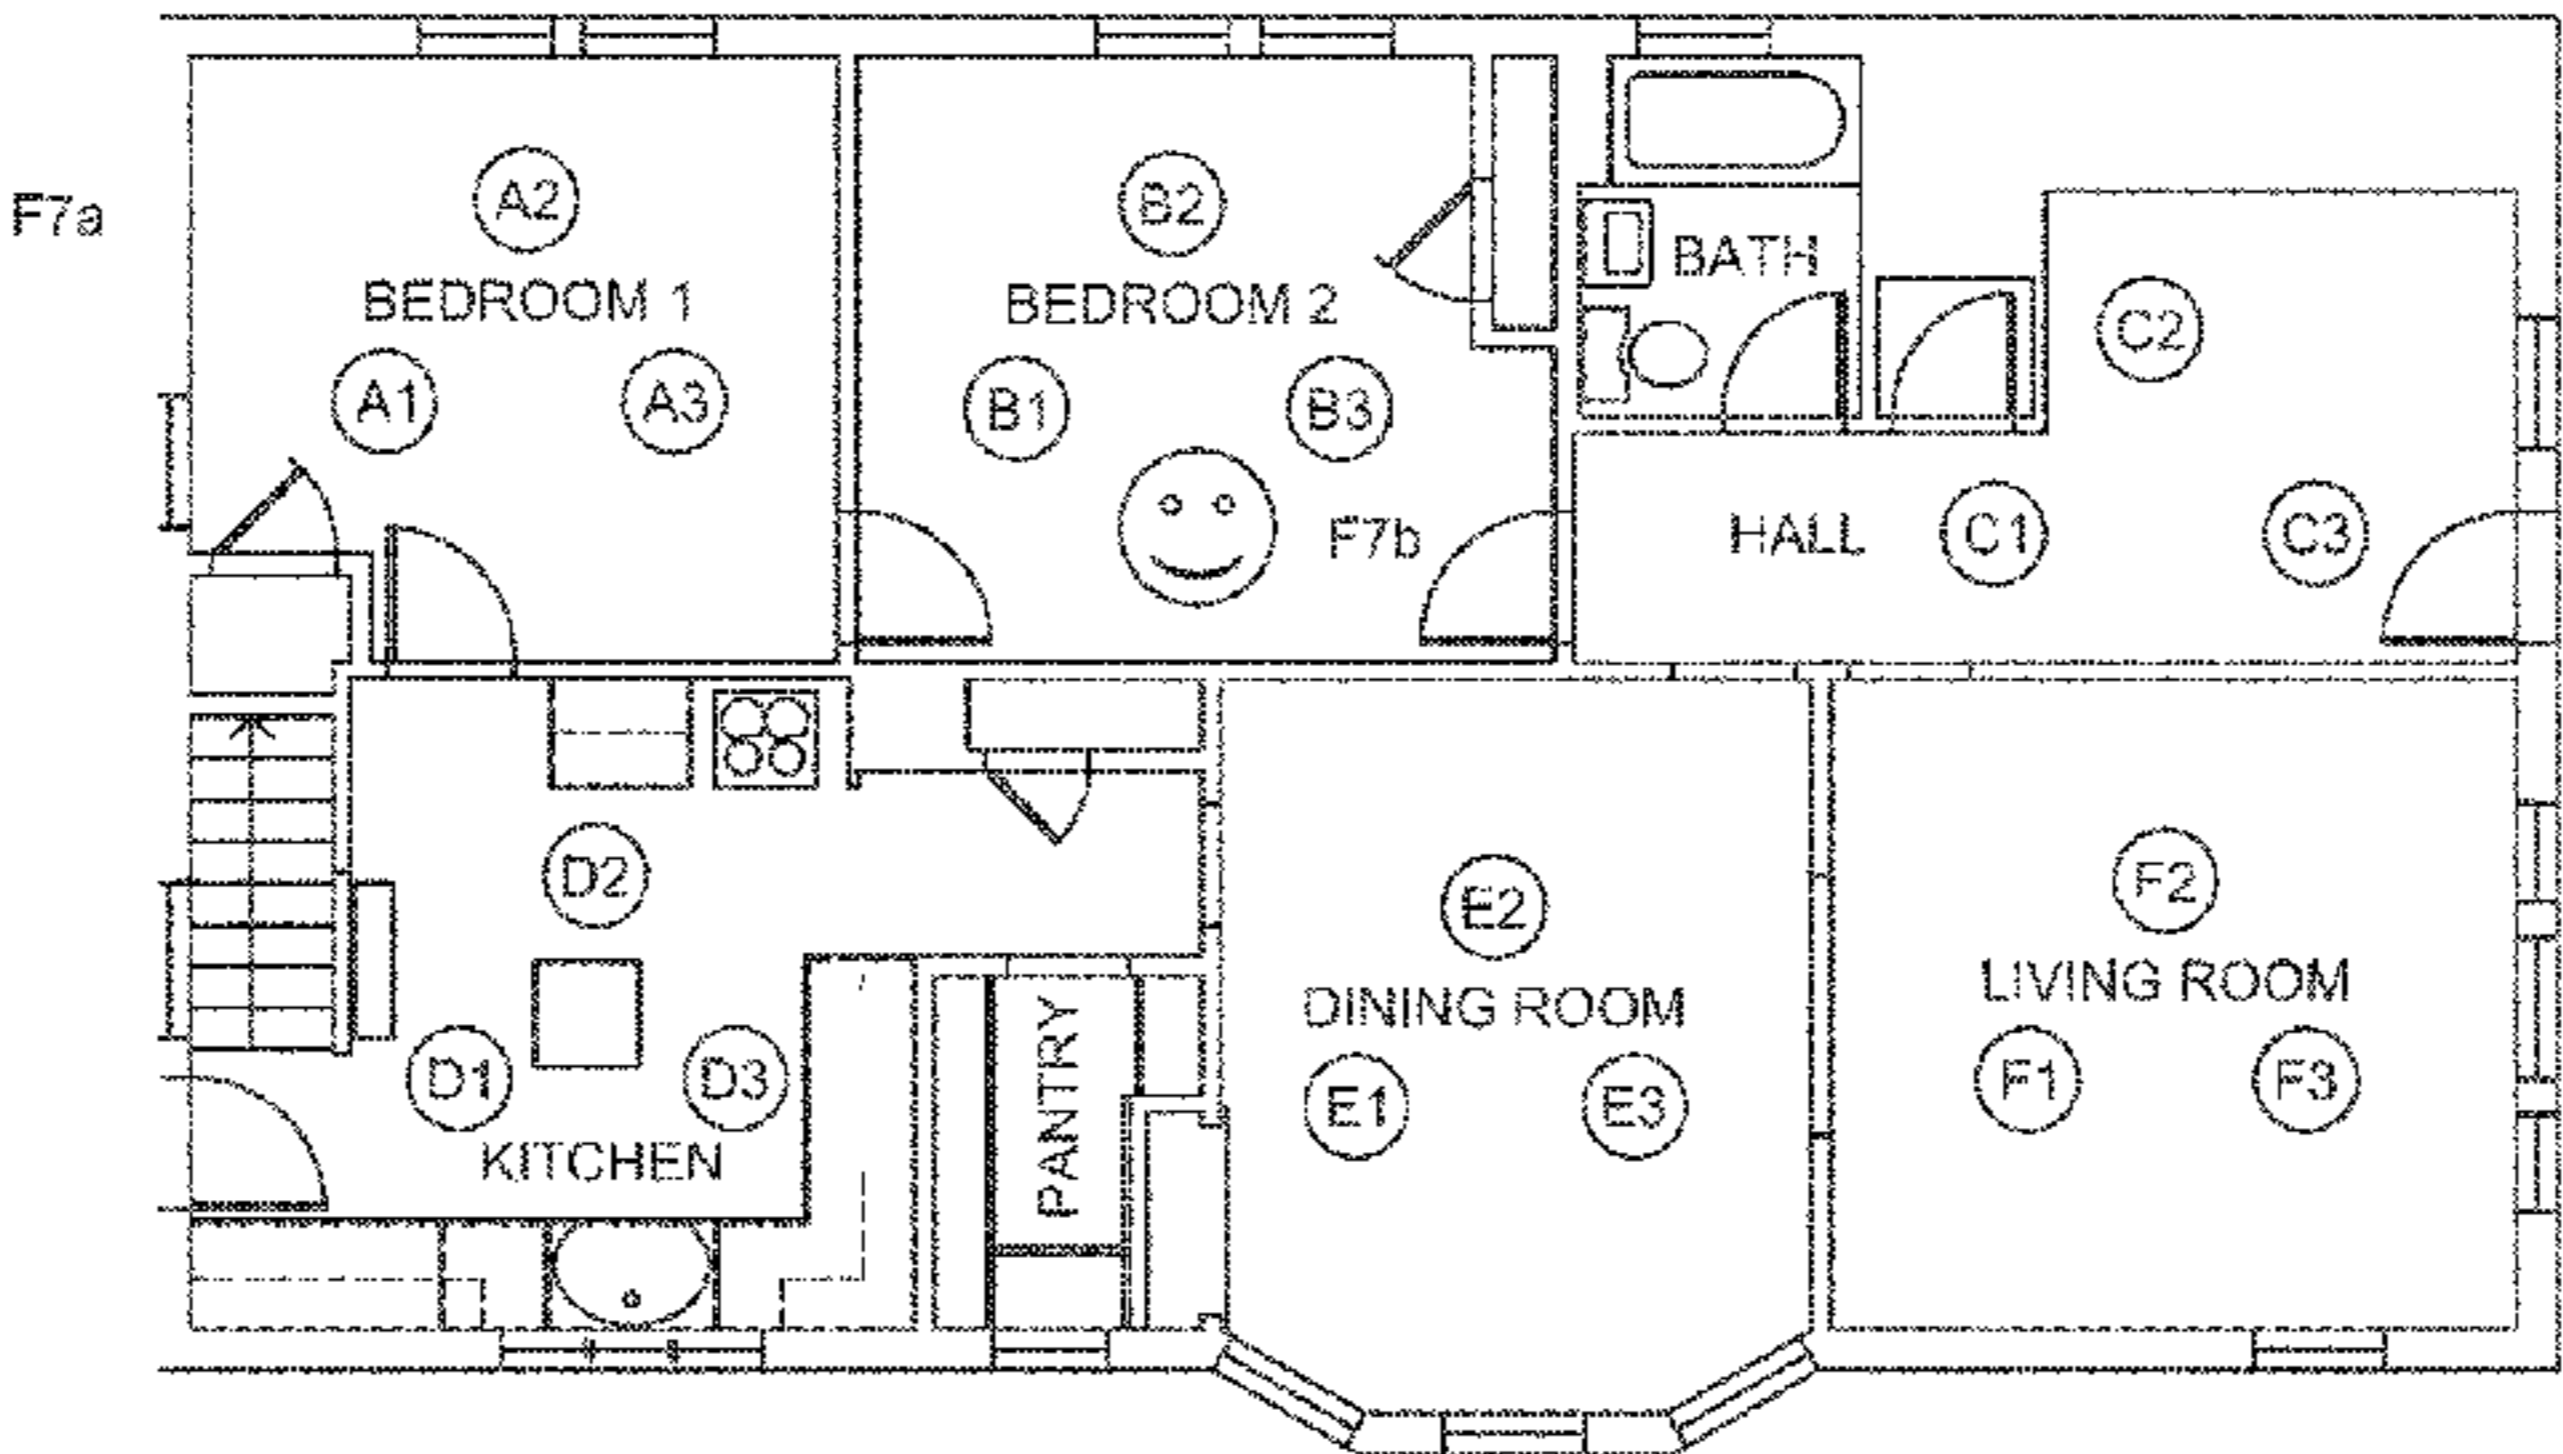 A2
B2
F7a
BATH
BEDROOM 1
BEDROOM 2
C2
A1
A3
B1
B3
F7b
HALL
C1
C3
D2
E2
F2
LIVING ROOM
DINING ROOM
D1
D3
PANTRY
E1
E3
F1
F3
KITCHEN